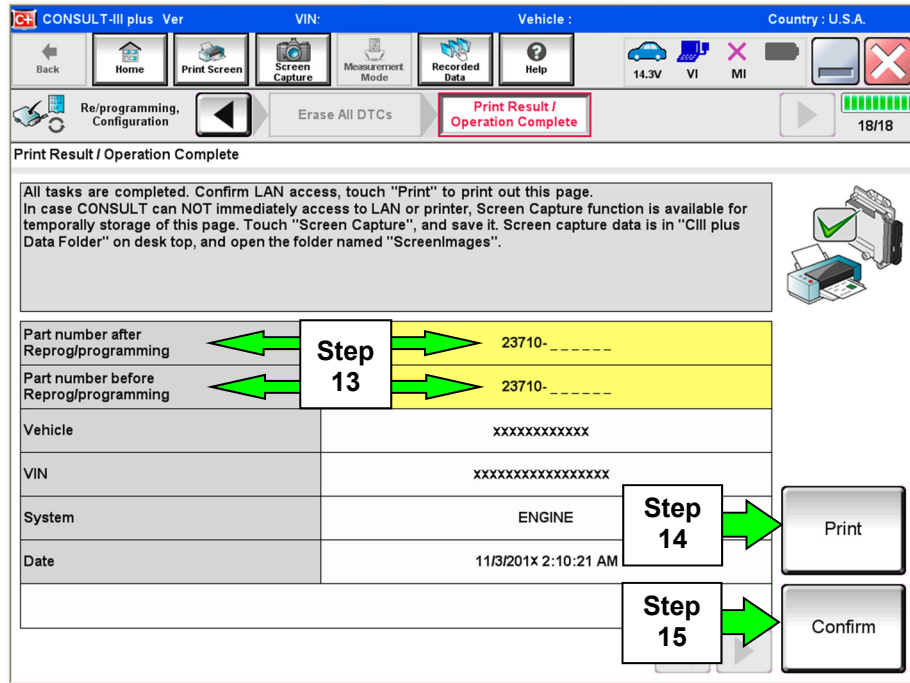 CONSULT-III plus Ver VIN: Vehicle : Country : U.S.A.
Back
Home
Print Screen
Screen
Capture
Measurement
Mode
Recorded
Data
Help
14.3V
VI
MI
Re/programming,
Configuration
Erase All DTCs
Print Result /
Operation Complete
18/18
Print Result / Operation Complete
All tasks are completed. Confirm LAN access, touch "Print" to print out this page.
In case CONSULT can NOT immediately access to LAN or printer, Screen Capture function is available for
temporally storage of this page. Touch "Screen Capture", and save it. Screen capture data is in "CIII plus
Data Folder" on desk top, and open the folder named "ScreenImages".
Part number after
Reprog/programming
23710-_ _ _ _ _ _
Step
13
Part number before
Reprog/programming
23710-_ _ _ _ _ _
Vehicle
xxxxxxxxxxxx
VIN
xxxxxxxxxxxxxxxxx
System
ENGINE
Step
14
Print
Date
11/3/201x 2:10:21 AM
Step
15
Confirm